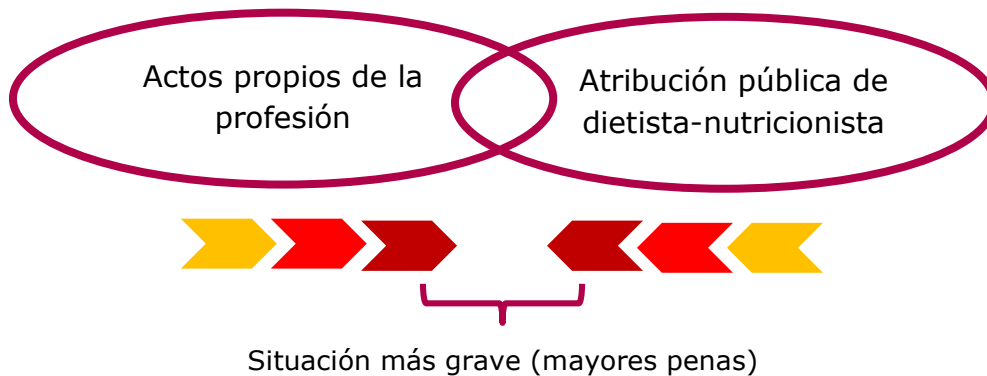 Actos propios de la
profesión
Atribución pública de
dietista-nutricionista
Situación más grave (mayores penas)